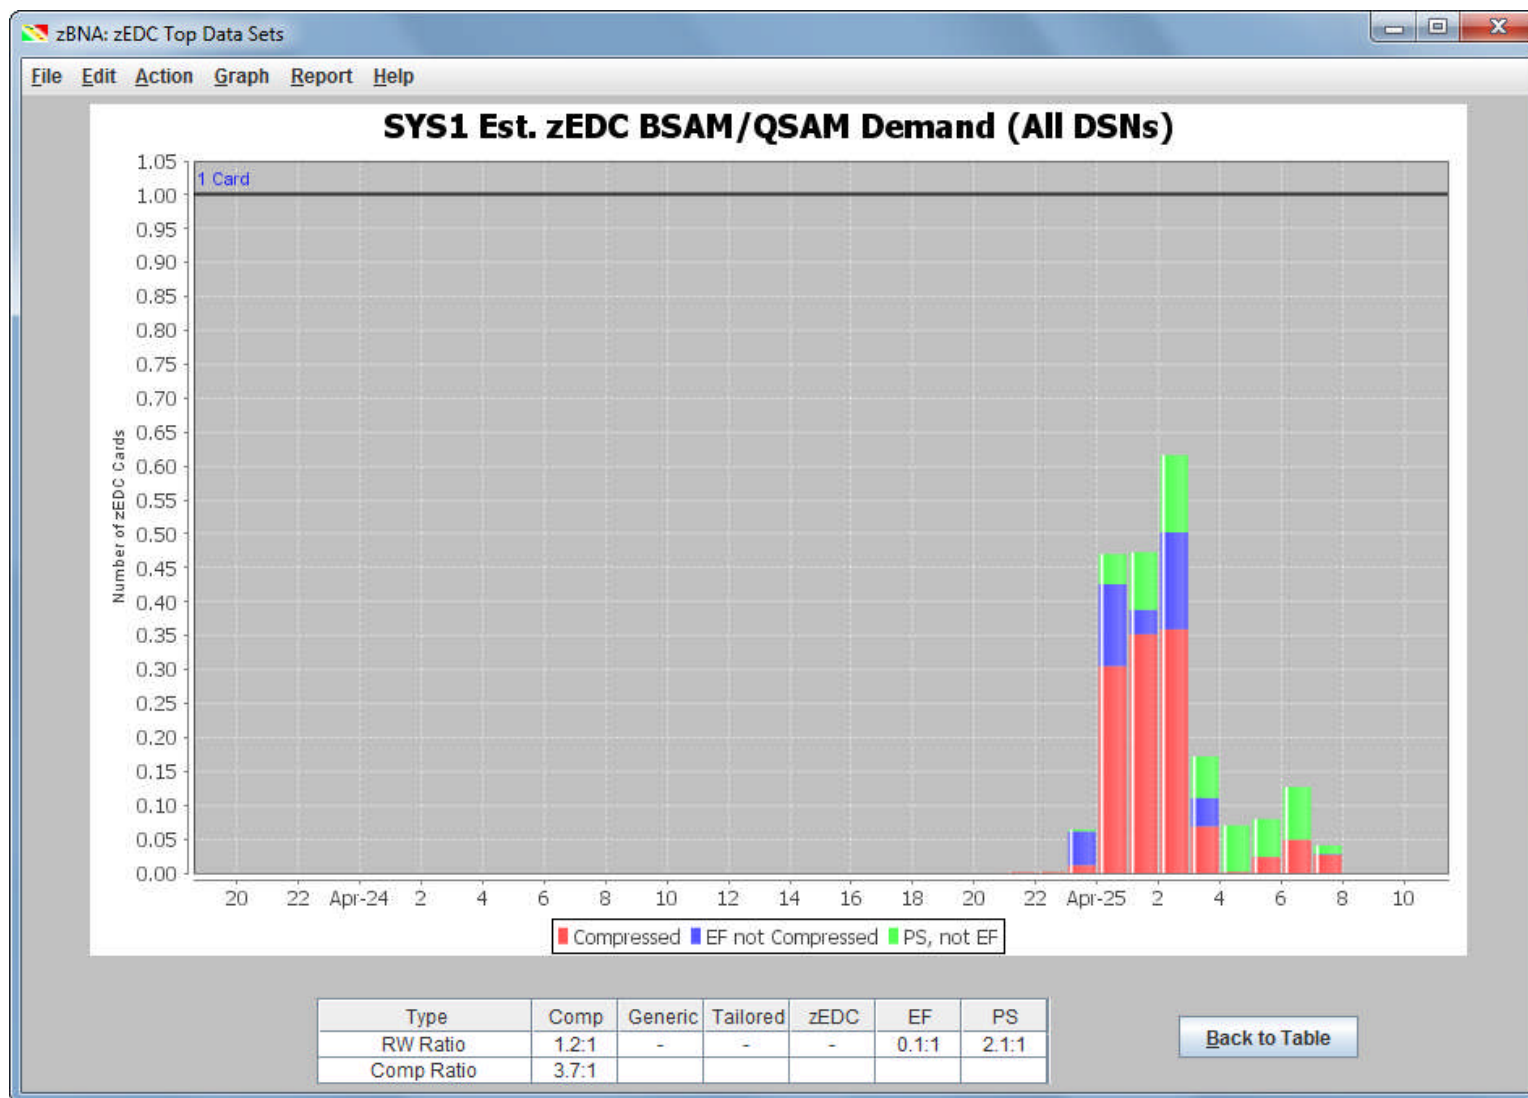 zBNA: zEDC Top Data Sets
File Edit Action Graph Report Help
SYS1 Est. zEDC BSAM/QSAM Demand (All DSNs)
1 Card
Number of zEDC Cards
1.05
1.00
0.95
0.90
0.85
0.80
0.75
0.70
0.65
0.60
0.55
0.50
0.45
0.40
0.35
0.30
0.25
0.20
0.15
0.10
0.05
0.00
20 22 Apr-24 2 4 6 8 10 12 14 16 18 20 22 Apr-25 2 4 6 8 10
Compressed EF not Compressed PS, not EF
Type Comp Generic Tailored zEDC EF PS
RW Ratio 1.2:1 - - - 0.1:1 2.1:1
Comp Ratio 3.7:1
Back to Table